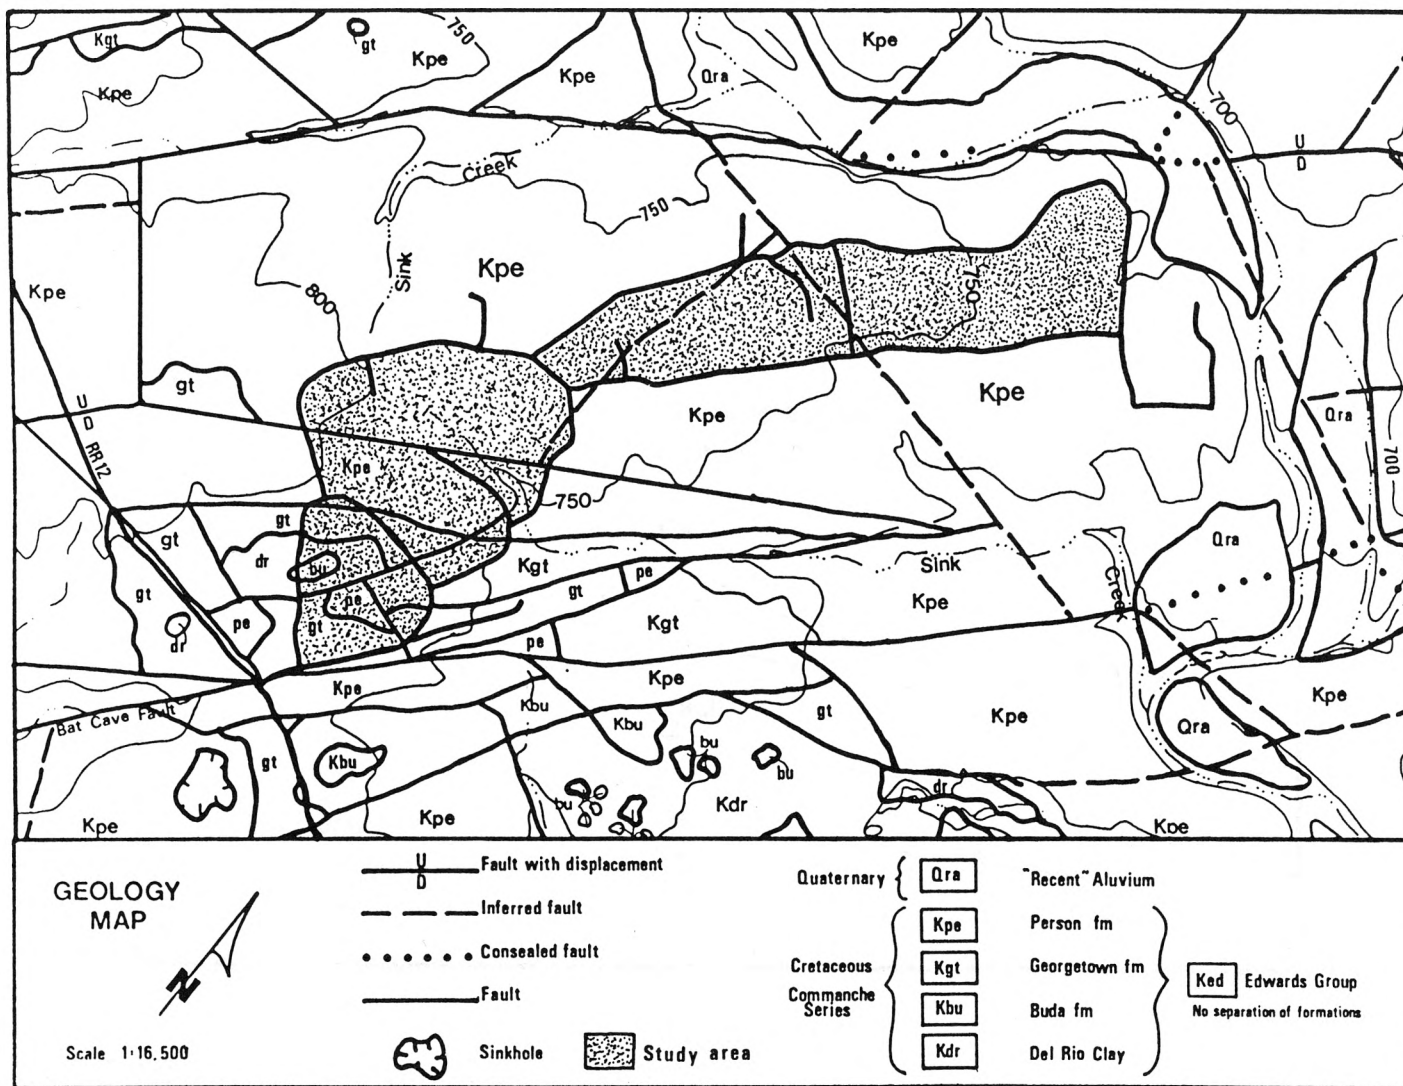 Kgt
gt
750
Kpe
Kpe
Qra
Kpe
Kpe
700
U
D
Creek
750
Kpe
Sink
800
Kpe
750
gt
U
D
RR12
Kpe
Kpe
Qra
700
Kpe
750
gt
gt
dr
bu
Kgt
gt
pe
Sink
Creek
Qra
gt
dr
pe
gt
pe
pe
Kgt
Kpe
Kpe
Kpe
Kbu
Kbu
gt
Kpe
Qra
Kpe
Bat Cave Fault
gt
Kbu
bu
bu
bu
Kdr
dr
Kpe
Kpe
Kpe
GEOLOGY
MAP
N
Scale 1:16,500
U
D
Fault with displacement
Inferred fault
Consealed fault
Fault
Sinkhole
Study area
Quaternary
Qra
"Recent" Aluvium
Cretaceous
Commanche
Series
Kpe
Person fm
Kgt
Georgetown fm
Kbu
Buda fm
Kdr
Del Rio Clay
Ked
Edwards Group
No separation of formations